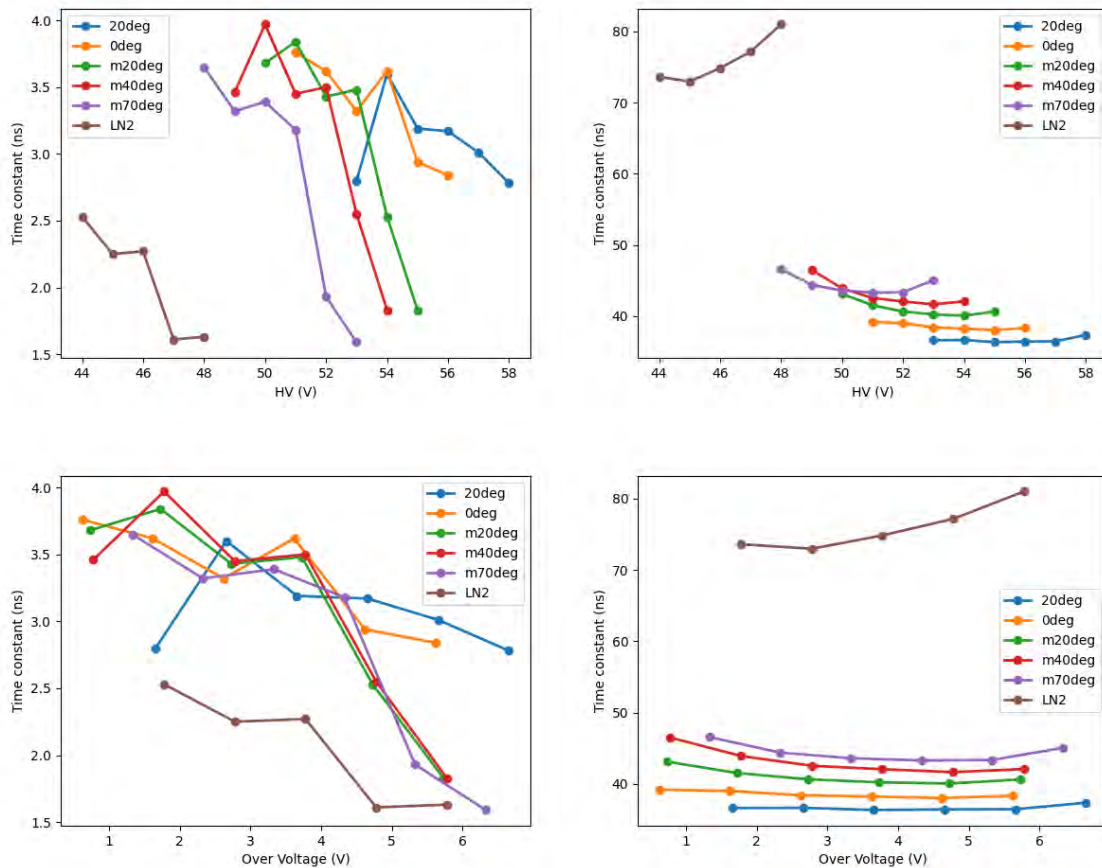 4.0
3.5
3.0
2.5
2.0
1.5
Time constant (ns)
44 46 48 50 52 54 56 58
HV (V)
20deg
0deg
m20deg
m40deg
m70deg
LN2
80
70
60
50
40
Time constant (ns)
44 46 48 50 52 54 56 58
HV (V)
20deg
0deg
m20deg
m40deg
m70deg
LN2
4.0
3.5
3.0
2.5
2.0
1.5
Time constant (ns)
1 2 3 4 5 6
Over Voltage (V)
20deg
0deg
m20deg
m40deg
m70deg
LN2
80
70
60
50
40
Time constant (ns)
1 2 3 4 5 6
Over Voltage (V)
20deg
0deg
m20deg
m40deg
m70deg
LN2